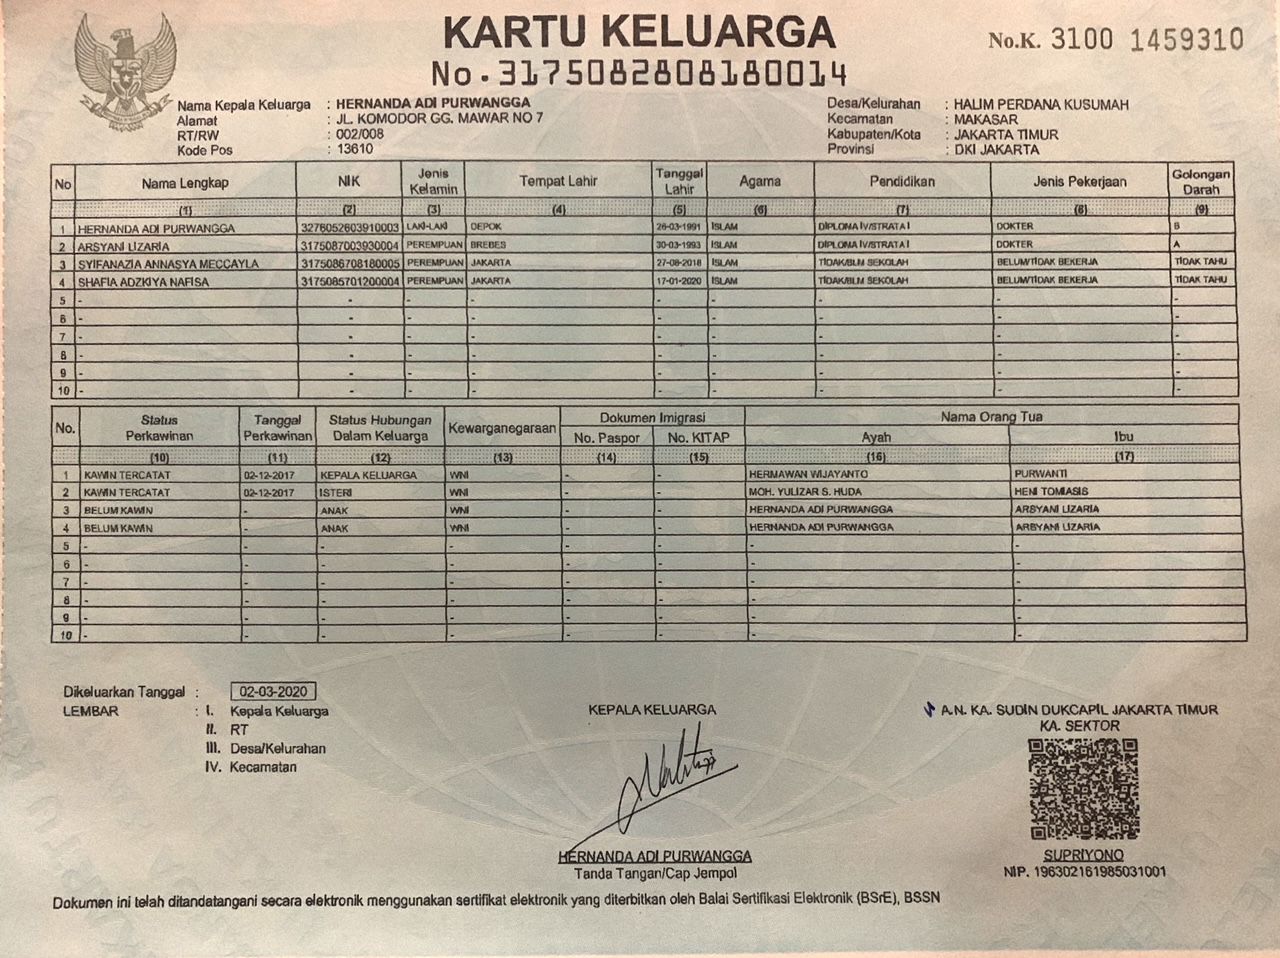 KARTU KELUARGA
No.K. 3100 1459310
No. 3175082808180014
Nama Kepala Keluarga : HERNANDA ADI PURWANGGA
Alamat : JL. KOMODOR GG. MAWAR NO 7
RT/RW : 002/008
Kode Pos : 13610
Desa/Kelurahan : HALIM PERDANA KUSUMAH
Kecamatan : MAKASAR
Kabupaten/Kota : JAKARTA TIMUR
Provinsi : DKI JAKARTA
No Nama Lengkap NIK Jenis Kelamin Tempat Lahir Tanggal Lahir Agama Pendidikan Jenis Pekerjaan Golongan Darah
(1) (2) (3) (4) (5) (6) (7) (8) (9)
1 HERNANDA ADI PURWANGGA 3276052603910003 LAKI-LAKI DEPOK 26-03-1991 ISLAM DIPLOMA IV/STRATA I DOKTER B
2 ARSYANI LIZARIA 3175087003930004 PEREMPUAN BREBES 30-03-1993 ISLAM DIPLOMA IV/STRATA I DOKTER A
3 SYIFANAZIA ANNASYA MECCAYLA 3175086708180005 PEREMPUAN JAKARTA 27-08-2018 ISLAM TIDAK/BLM SEKOLAH BELUM/TIDAK BEKERJA TIDAK TAHU
4 SHAFIA ADZKIYA NAFISA 3175085701200004 PEREMPUAN JAKARTA 17-01-2020 ISLAM TIDAK/BLM SEKOLAH BELUM/TIDAK BEKERJA TIDAK TAHU
5 - - - - - - - - -
6 - - - - - - - - -
7 - - - - - - - - -
8 - - - - - - - - -
9 - - - - - - - - -
10 - - - - - - - - -
No. Status Perkawinan Tanggal Perkawinan Status Hubungan Dalam Keluarga Kewarganegaraan Dokumen Imigrasi Nama Orang Tua
No. Paspor No. KITAP Ayah Ibu
(10) (11) (12) (13) (14) (15) (16) (17)
1 KAWIN TERCATAT 02-12-2017 KEPALA KELUARGA WNI - - HERMAWAN WIJAYANTO PURWANTI
2 KAWIN TERCATAT 02-12-2017 ISTERI WNI - - MOH. YULIZAR S. HUDA HENI TOMIASIS
3 BELUM KAWIN - ANAK WNI - - HERNANDA ADI PURWANGGA ARSYANI LIZARIA
4 BELUM KAWIN - ANAK WNI - - HERNANDA ADI PURWANGGA ARSYANI LIZARIA
5 - - - - - - - -
6 - - - - - - - -
7 - - - - - - - -
8 - - - - - - - -
9 - - - - - - - -
10 - - - - - - - -
Dikeluarkan Tanggal : 02-03-2020
LEMBAR : I. Kepala Keluarga
II. RT
III. Desa/Kelurahan
IV. Kecamatan
KEPALA KELUARGA
HERNANDA ADI PURWANGGA
Tanda Tangan/Cap Jempol
A.N. KA. SUDIN DUKCAPIL JAKARTA TIMUR
KA. SEKTOR
SUPRIYONO
NIP. 196302161985031001
Dokumen ini telah ditandatangani secara elektronik menggunakan sertifikat elektronik yang diterbitkan oleh Balai Sertifikasi Elektronik (BSrE), BSSN